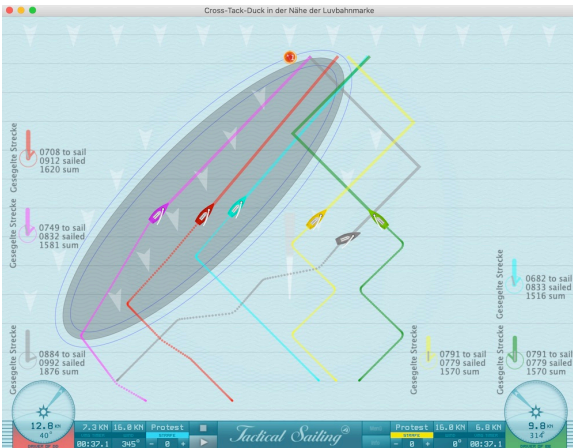 Cross-Tack-Duck in der Nähe der Luvbahnmarke
Gesegelte Strecke
0708 to sail
0912 sailed
1620 sum
Gesegelte Strecke
0749 to sail
0832 sailed
1581 sum
Gesegelte Strecke
0884 to sail
0992 sailed
1876 sum
Gesegelte Strecke
0682 to sail
0833 sailed
1516 sum
Gesegelte Strecke
0791 to sail
0779 sailed
1570 sum
Gesegelte Strecke
0791 to sail
0779 sailed
1570 sum
12.0 KN
40°
7.3 KN 16.0 KN Protest
- 0 +
00:37.1 345°
Tactical Sailing
Protest 16.0 KN 6.8 KN
- 0 +
0° 00:37.1
9.8 KN
314°